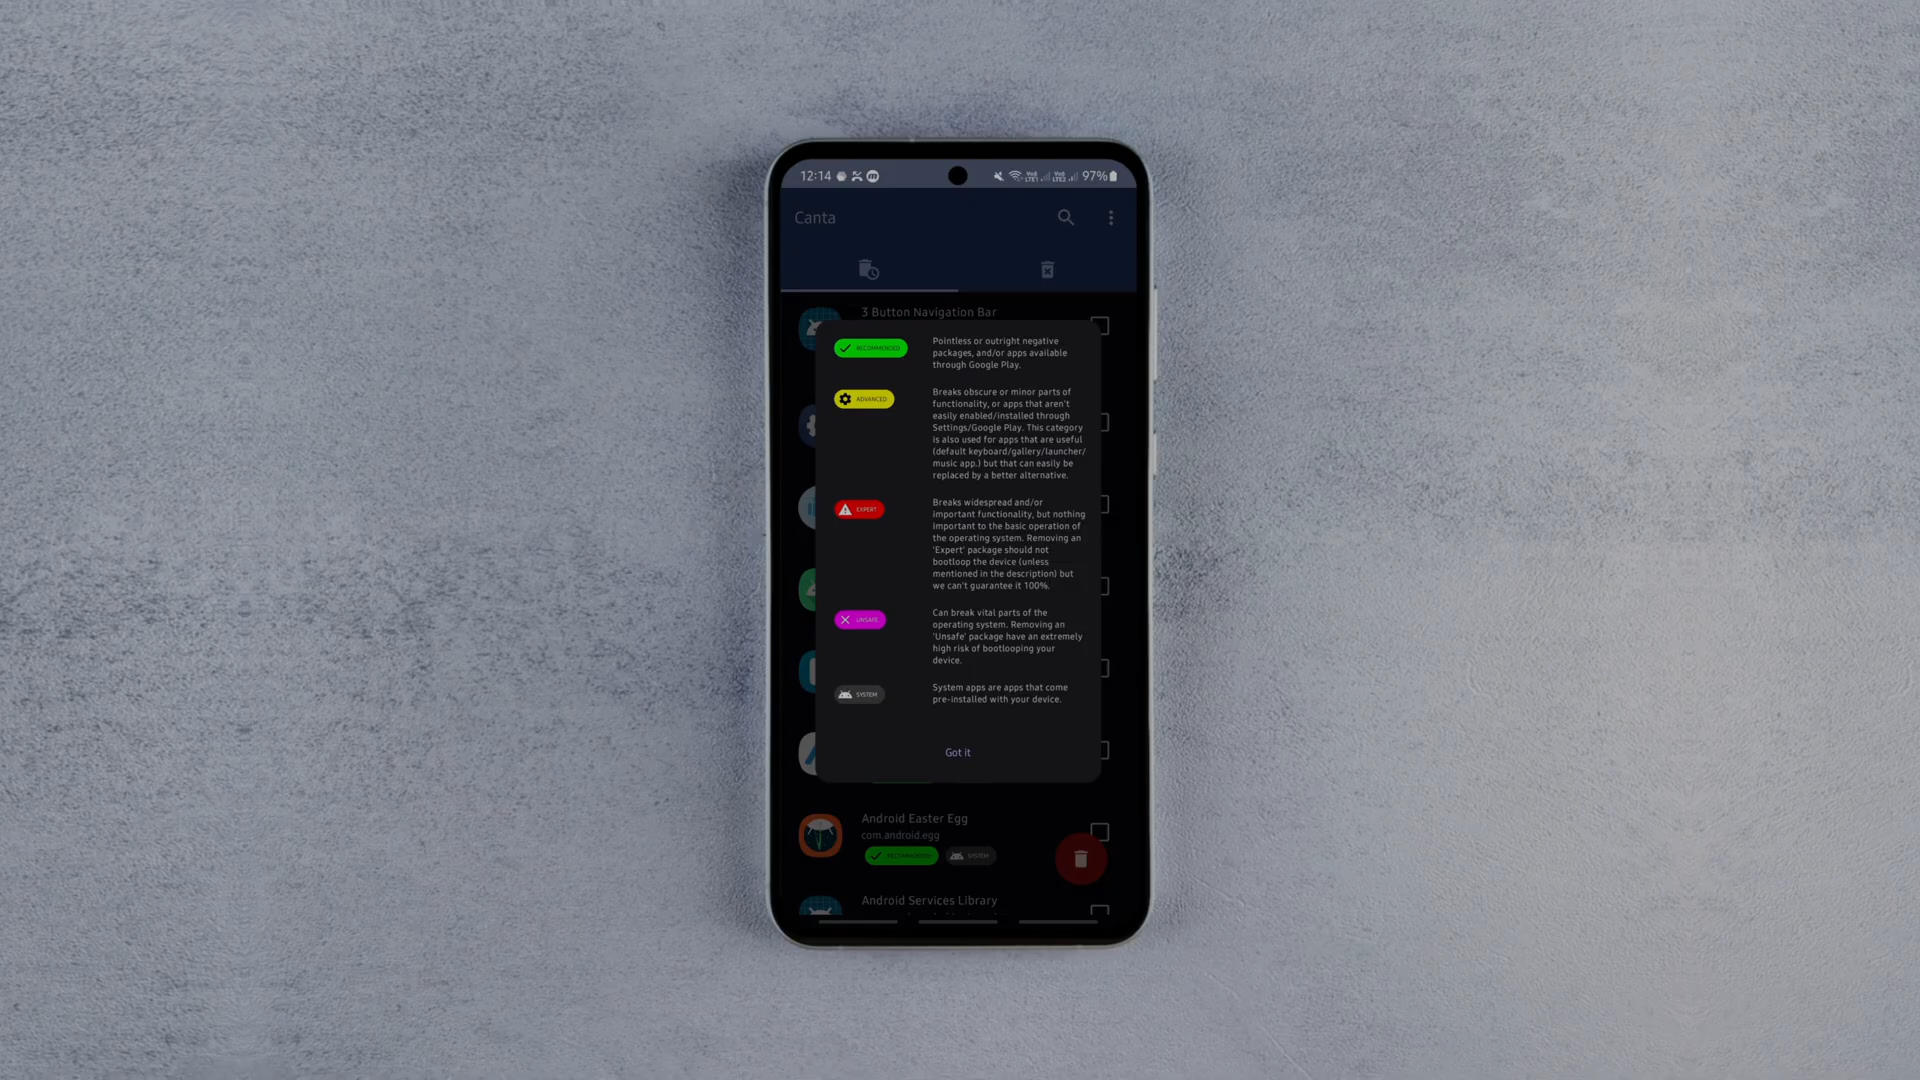 12:14 97%
Canta
3 Button Navigation Bar
RECOMMENDED
Pointless or outright negative
packages, and/or apps available
through Google Play.
ADVANCED
Breaks obscure or minor parts of
functionality, or apps that aren't
easily enabled/installed through
Settings/Google Play. This category
is also used for apps that are useful
(default keyboard/gallery/launcher/
music app.) but that can easily be
replaced by a better alternative.
EXPERT
Breaks widespread and/or
important functionality, but nothing
important to the basic operation of
the operating system. Removing an
'Expert' package should not
bootloop the device (unless
mentioned in the description) but
we can't guarantee it 100%.
UNSAFE
Can break vital parts of the
operating system. Removing an
'Unsafe' package have an extremely
high risk of bootlooping your
device.
SYSTEM
System apps are apps that come
pre-installed with your device.
Got it
Android Easter Egg
com.android.egg
RECOMMENDED SYSTEM
Android Services Library